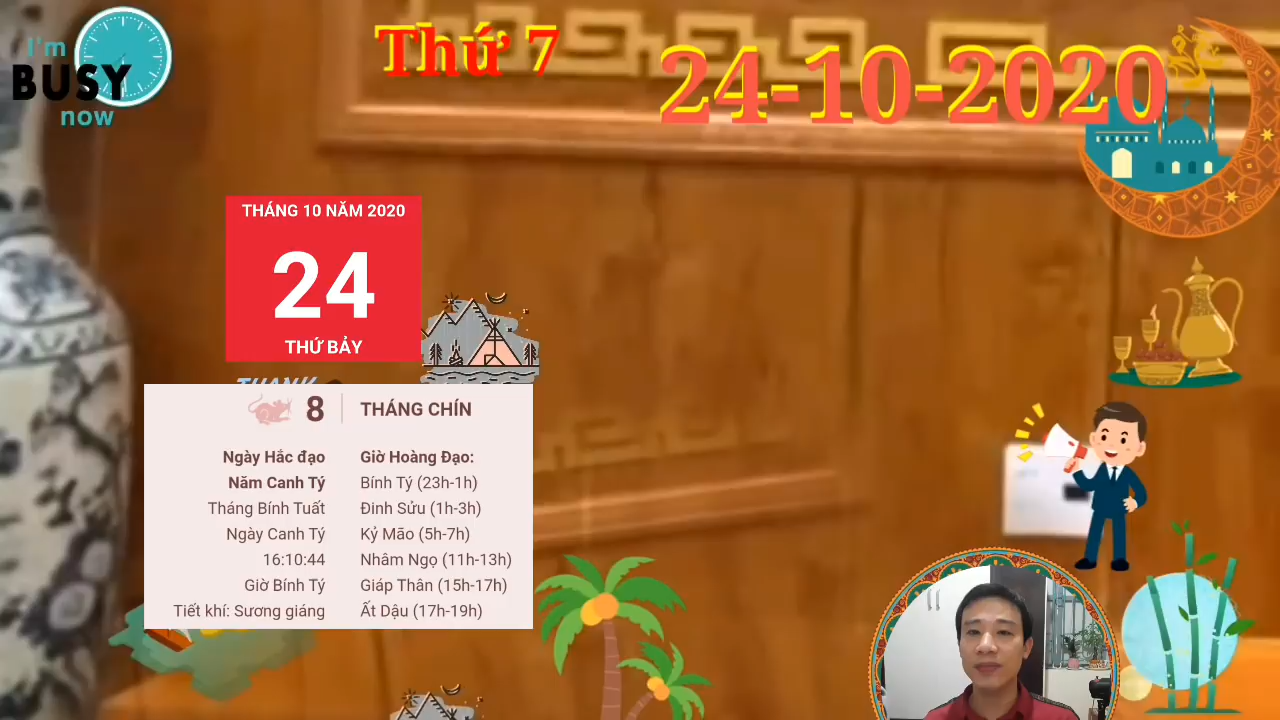 I'm
BUSY
now
Thứ 7
24-10-2020
THÁNG 10 NĂM 2020
24
THỨ BẢY
THANK
8 THÁNG CHÍN
Ngày Hắc đạo
Năm Canh Tý
Tháng Bính Tuất
Ngày Canh Tý
16:10:44
Giờ Bính Tý
Tiết khí: Sương giáng
Giờ Hoàng Đạo:
Bính Tý (23h-1h)
Đinh Sửu (1h-3h)
Kỷ Mão (5h-7h)
Nhâm Ngọ (11h-13h)
Giáp Thân (15h-17h)
Ất Dậu (17h-19h)